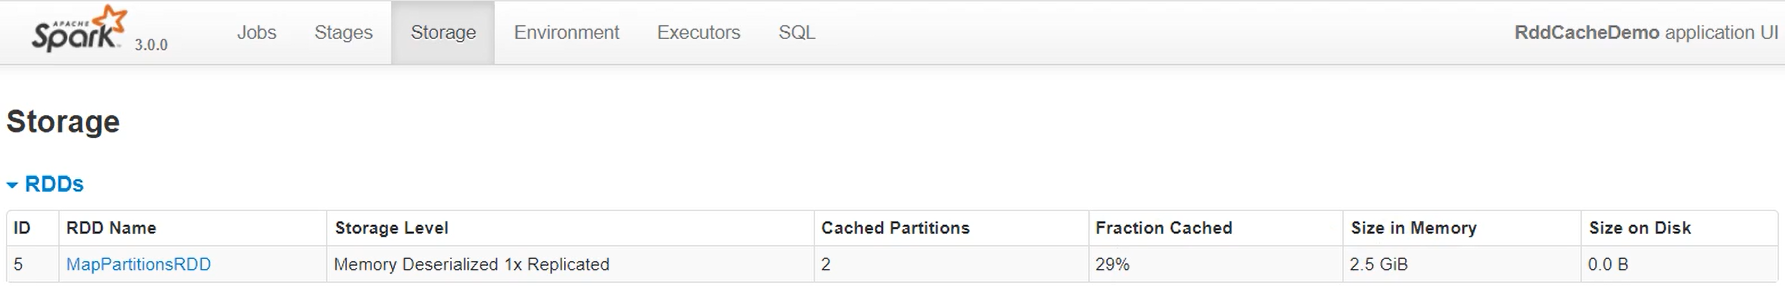 APACHE Spark 3.0.0 Jobs Stages Storage Environment Executors SQL RddCacheDemo application UI
Storage
RDDs
ID RDD Name Storage Level Cached Partitions Fraction Cached Size in Memory Size on Disk
5 MapPartitionsRDD Memory Deserialized 1x Replicated 2 29% 2.5 GiB 0.0 B